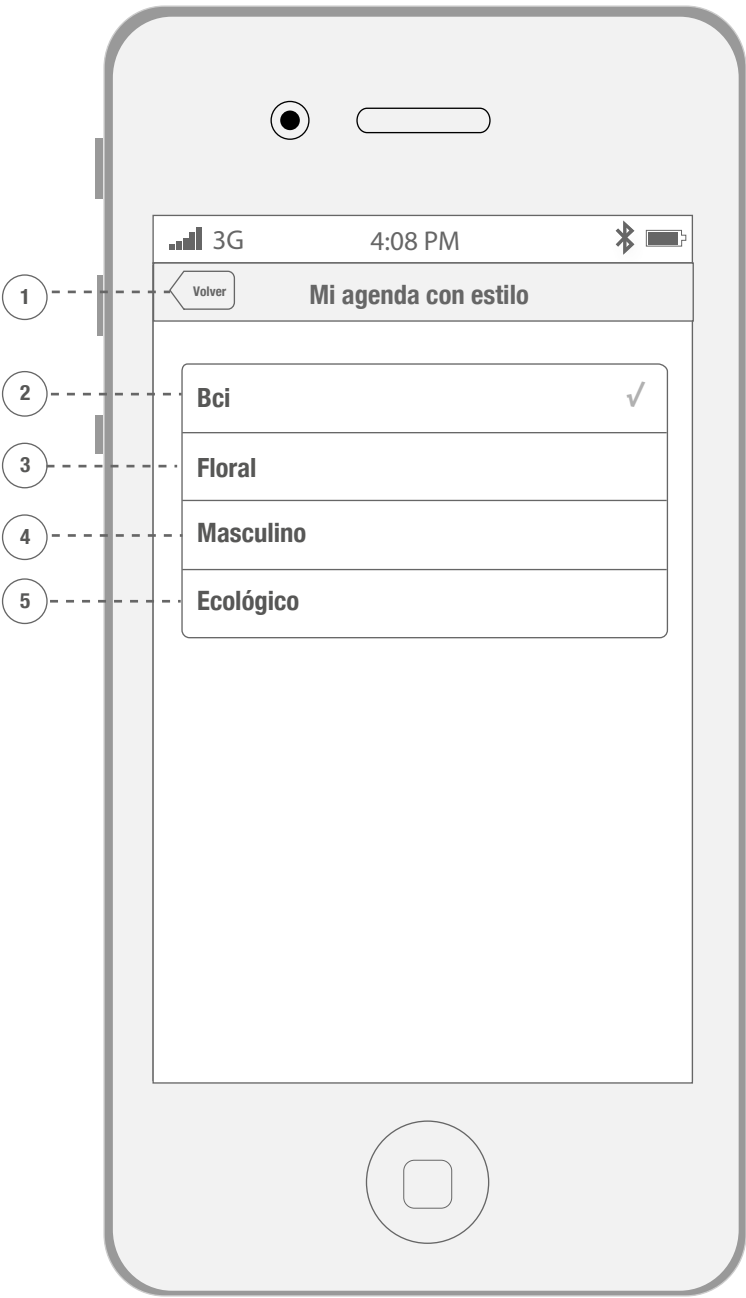 3G 4:08 PM
1 Volver Mi agenda con estilo
2 Bci √
3 Floral
4 Masculino
5 Ecológico